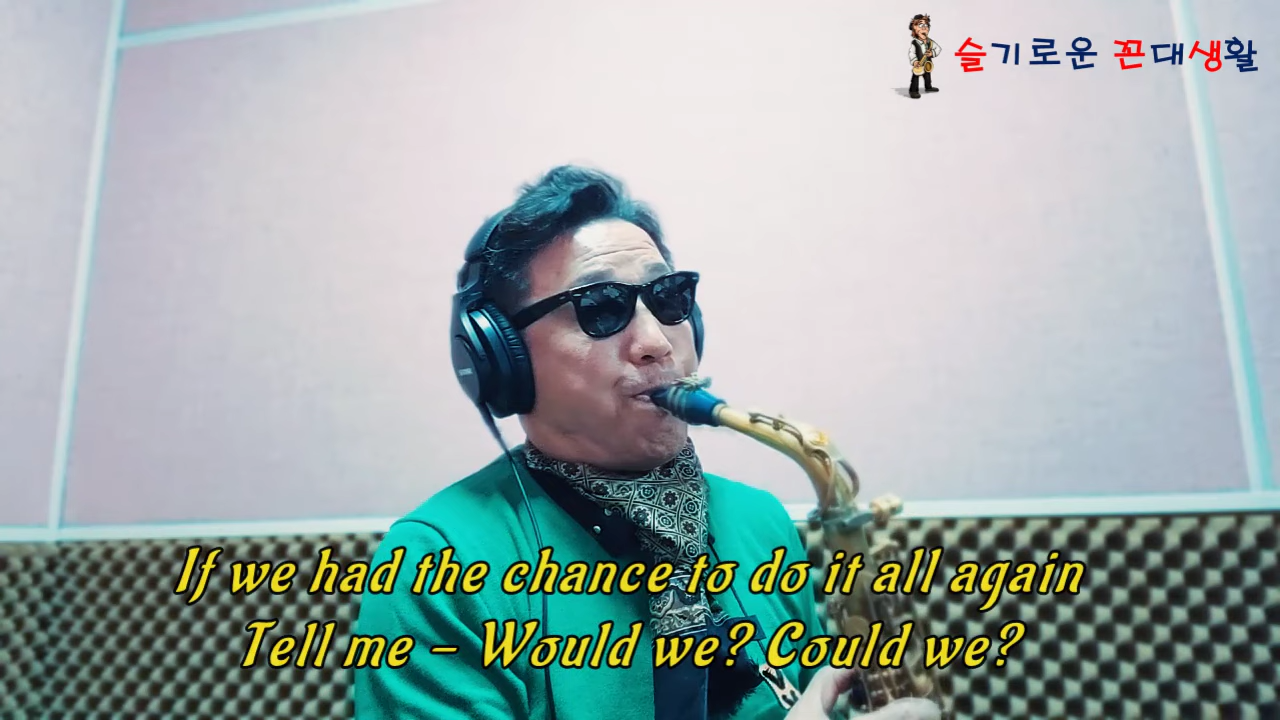 슬기로운 꼰대생활
If we had the chance to do it all again
Tell me – Would we? Could we?